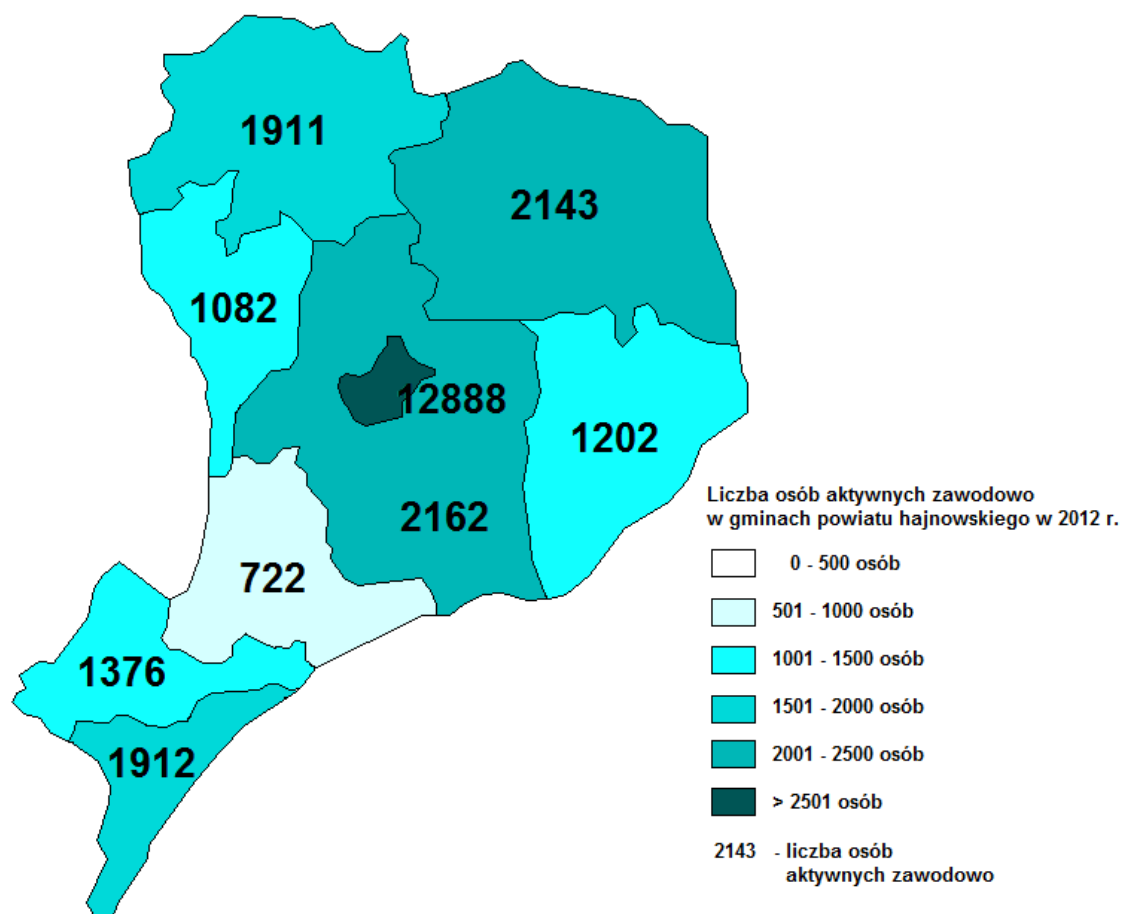 1911
2143
1082
12888
1202
2162
722
1376
1912
Liczba osób aktywnych zawodowo
w gminach powiatu hajnowskiego w 2012 r.
0 - 500 osób
501 - 1000 osób
1001 - 1500 osób
1501 - 2000 osób
2001 - 2500 osób
> 2501 osób
2143 - liczba osób
aktywnych zawodowo